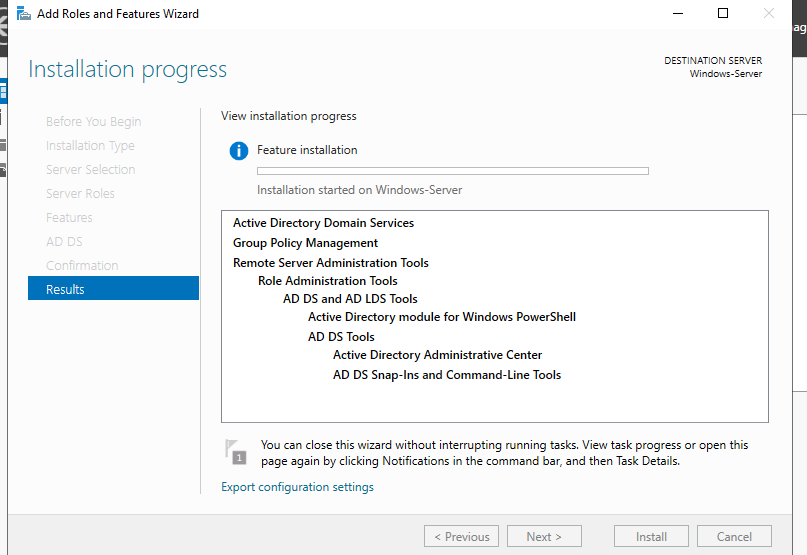 Add Roles and Features Wizard
Installation progress
DESTINATION SERVER
Windows-Server
Before You Begin
Installation Type
Server Selection
Server Roles
Features
AD DS
Confirmation
Results
View installation progress
Feature installation
Installation started on Windows-Server
Active Directory Domain Services
Group Policy Management
Remote Server Administration Tools
Role Administration Tools
AD DS and AD LDS Tools
Active Directory module for Windows PowerShell
AD DS Tools
Active Directory Administrative Center
AD DS Snap-Ins and Command-Line Tools
1
You can close this wizard without interrupting running tasks. View task progress or open this
page again by clicking Notifications in the command bar, and then Task Details.
Export configuration settings
< Previous
Next >
Install
Cancel